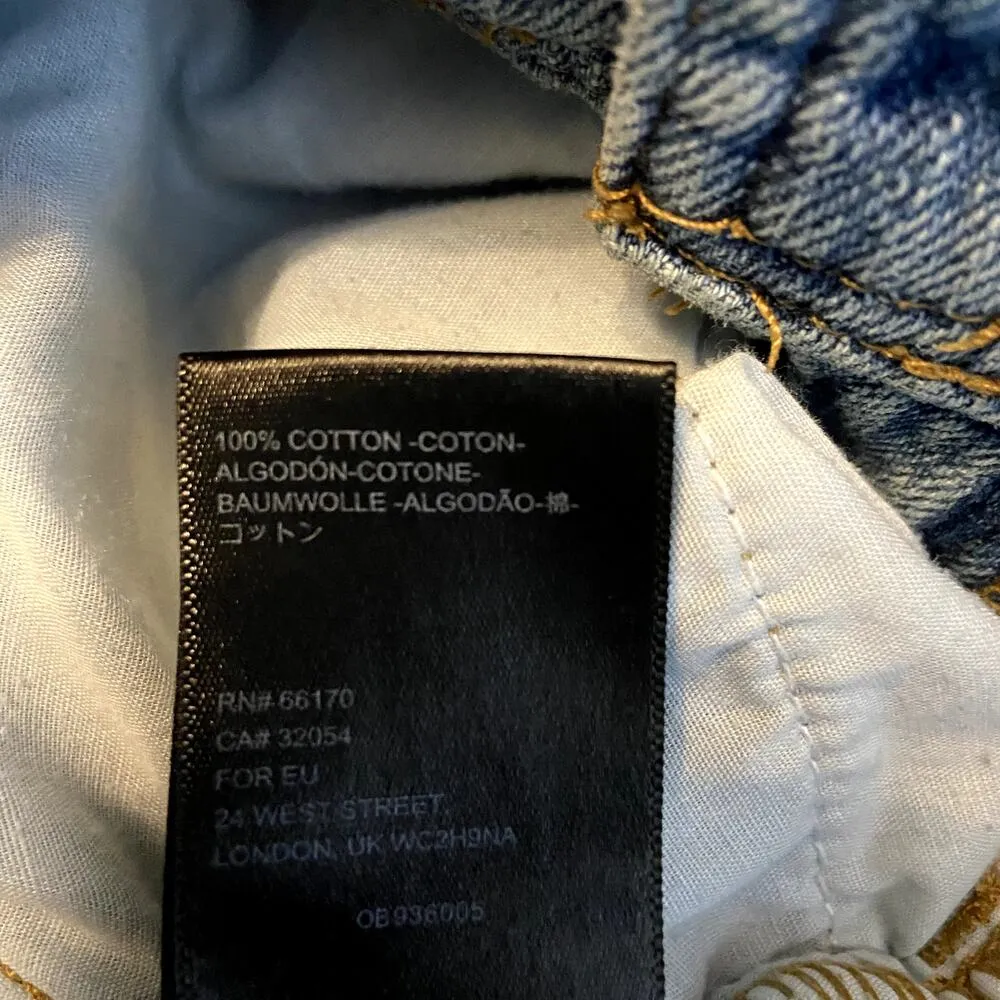 100% COTTON -COTON-
ALGODÓN-COTONE-
BAUMWOLLE -ALGODÃO-棉-
コットン
RN# 66170
CA# 32054
FOR EU
24 WEST STREET,
LONDON, UK WC2H9NA
OB936005